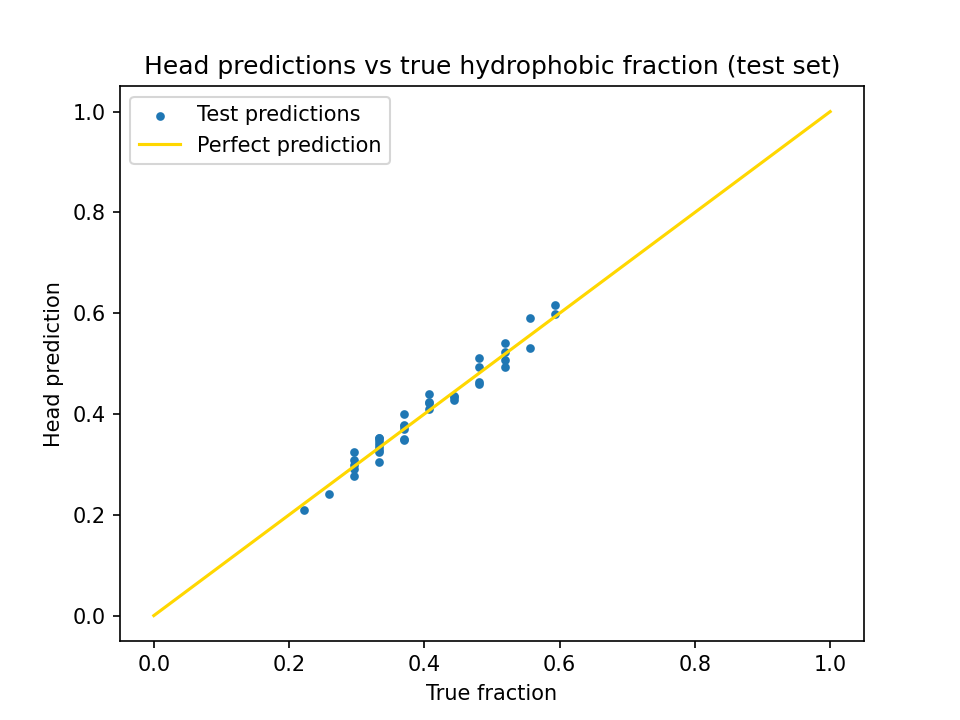 Head predictions vs true hydrophobic fraction (test set)
Test predictions
Perfect prediction
1.0
0.8
0.6
0.4
0.2
0.0
Head prediction
0.0 0.2 0.4 0.6 0.8 1.0
True fraction